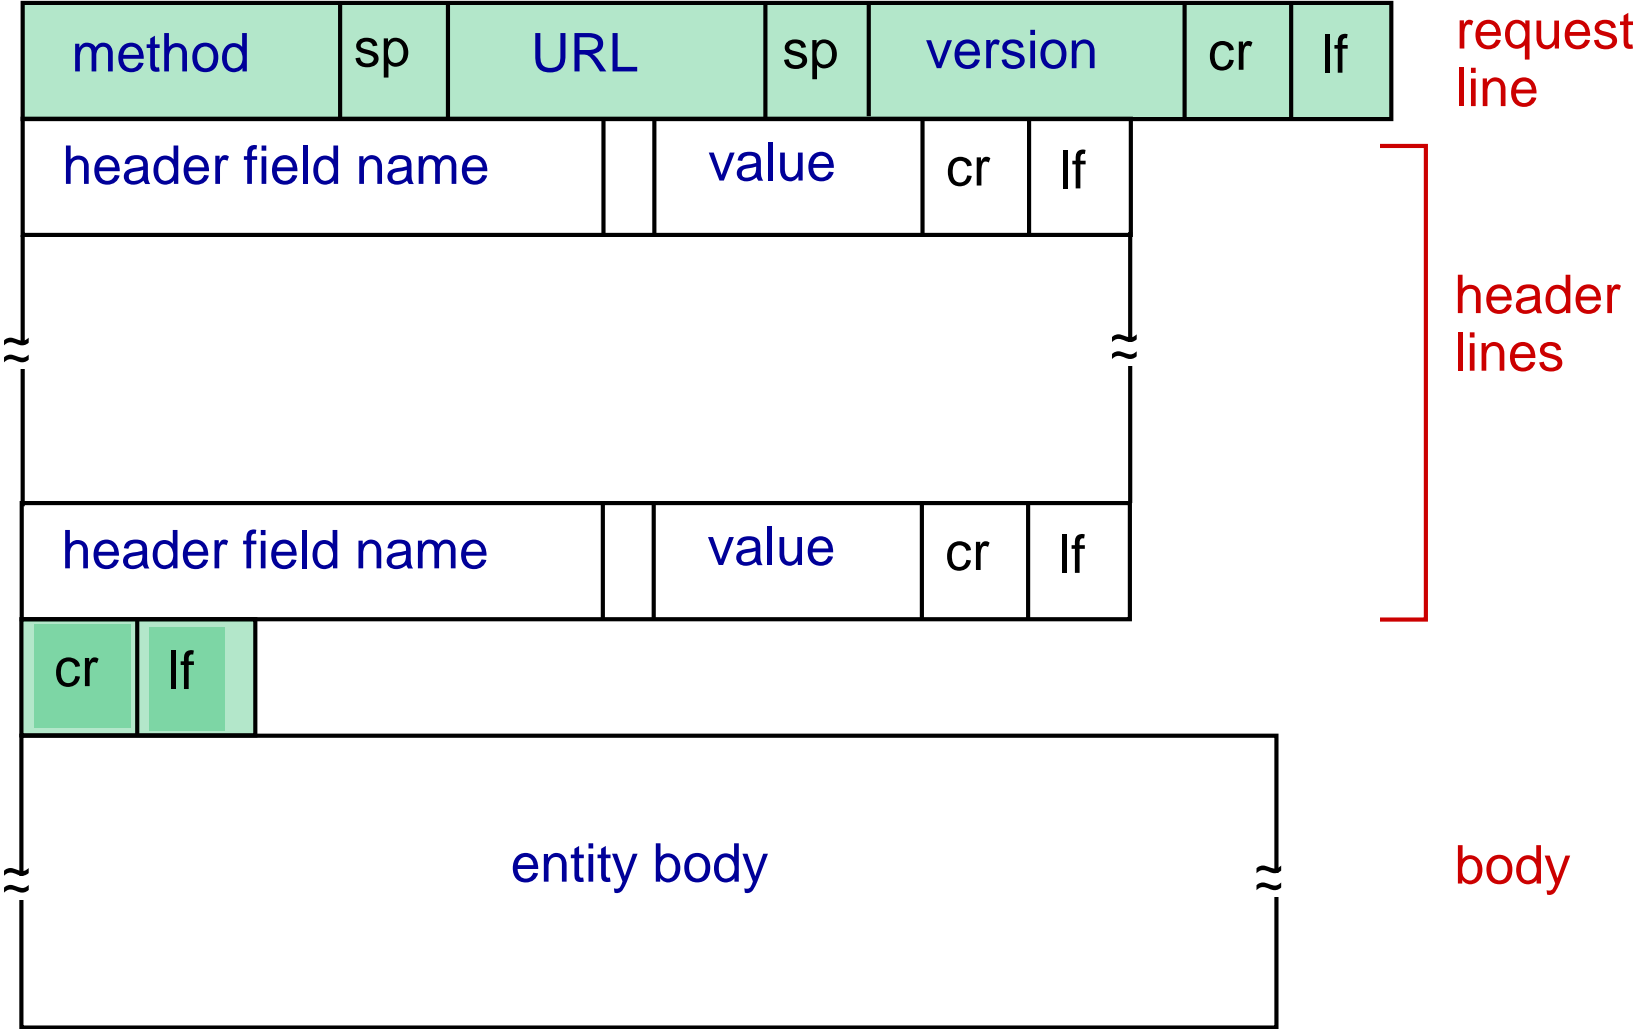 method sp URL sp version cr lf
request
line
header field name value cr lf
header
lines
header field name value cr lf
cr lf
entity body
body